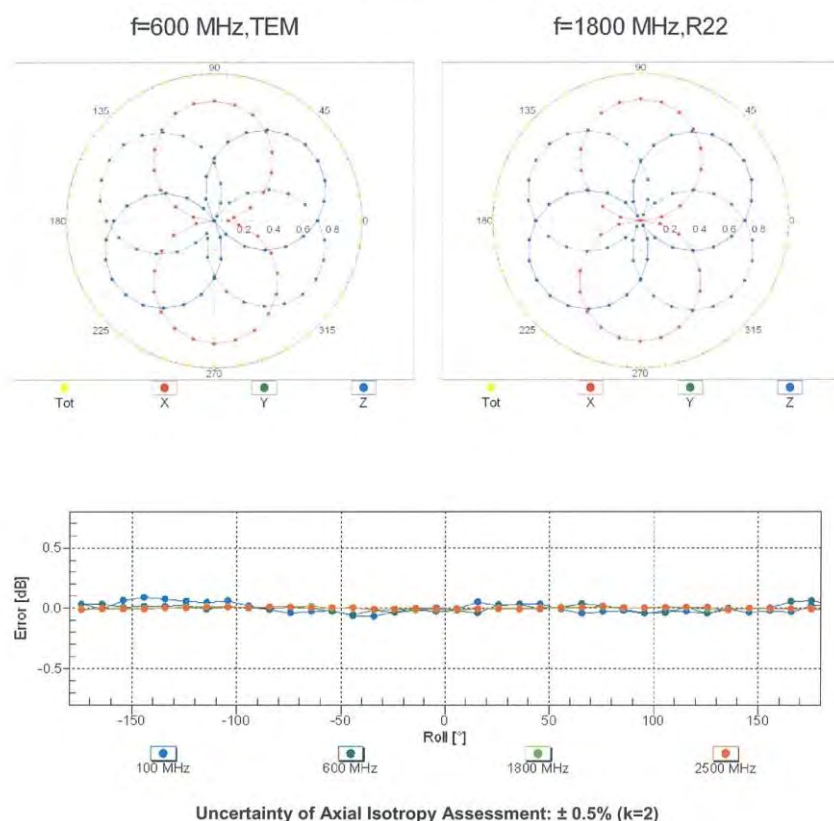 f=600 MHz,TEM
f=1800 MHz,R22
90
135
45
180
0.2 0.4 0.6 0.8
0
225
315
270
Tot X Y Z
90
135
45
180
0.2 0.4 0.6 0.8
0
225
315
270
Tot X Y Z
Error [dB]
0.5
0.0
-0.5
-150 -100 -50 0 50 100 150
Roll [°]
100 MHz 600 MHz 1800 MHz 2500 MHz
Uncertainty of Axial Isotropy Assessment: ± 0.5% (k=2)